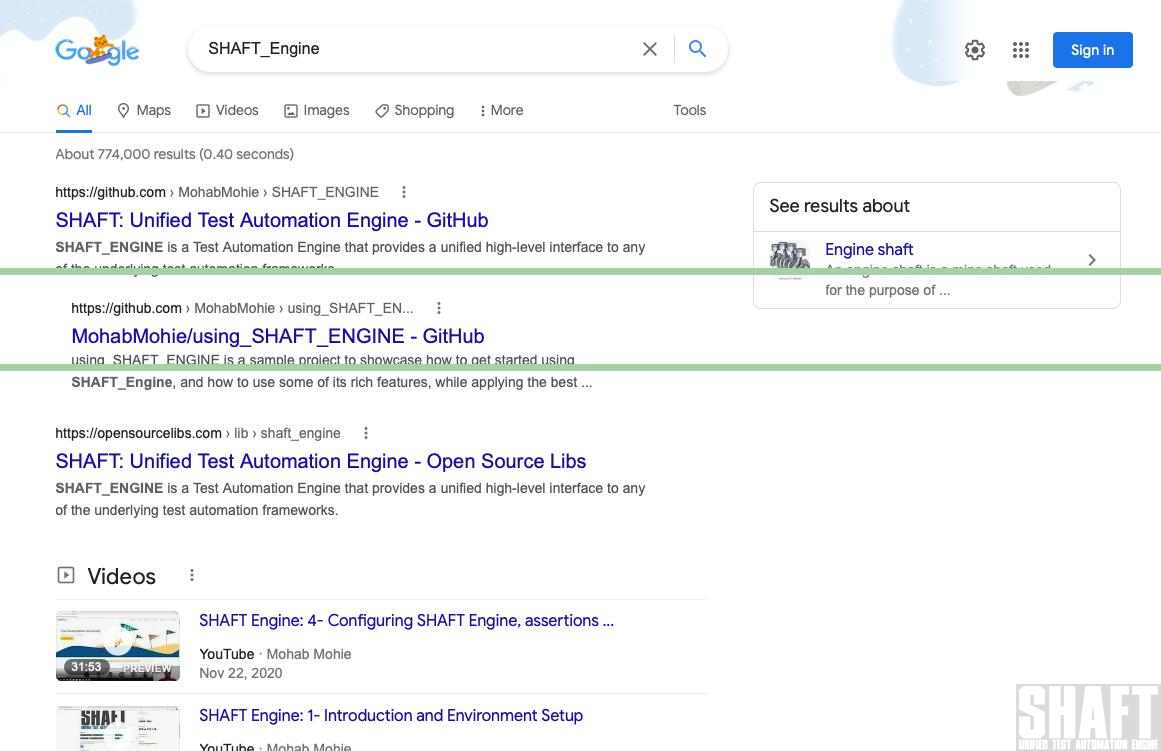 Google
SHAFT_Engine
Sign in
All
Maps
Videos
Images
Shopping
More
Tools
About 774,000 results (0.40 seconds)
https://github.com › MohabMohie › SHAFT_ENGINE
SHAFT: Unified Test Automation Engine - GitHub
SHAFT_ENGINE is a Test Automation Engine that provides a unified high-level interface to any
of the underlying test automation frameworks.
See results about
Engine shaft
An engine shaft is a mine shaft used
for the purpose of ...
https://github.com › MohabMohie › using_SHAFT_EN...
MohabMohie/using_SHAFT_ENGINE - GitHub
using_SHAFT_ENGINE is a sample project to showcase how to get started using
SHAFT_Engine, and how to use some of its rich features, while applying the best ...
https://opensourcelibs.com › lib › shaft_engine
SHAFT: Unified Test Automation Engine - Open Source Libs
SHAFT_ENGINE is a Test Automation Engine that provides a unified high-level interface to any
of the underlying test automation frameworks.
Videos
SHAFT Engine: 4- Configuring SHAFT Engine, assertions ...
31:53
PREVIEW
YouTube · Mohab Mohie
Nov 22, 2020
SHAFT
SHAFT Engine: 1- Introduction and Environment Setup
YouTube · Mohab Mohie
SHAFT
UNIFIED TEST AUTOMATION ENGINE